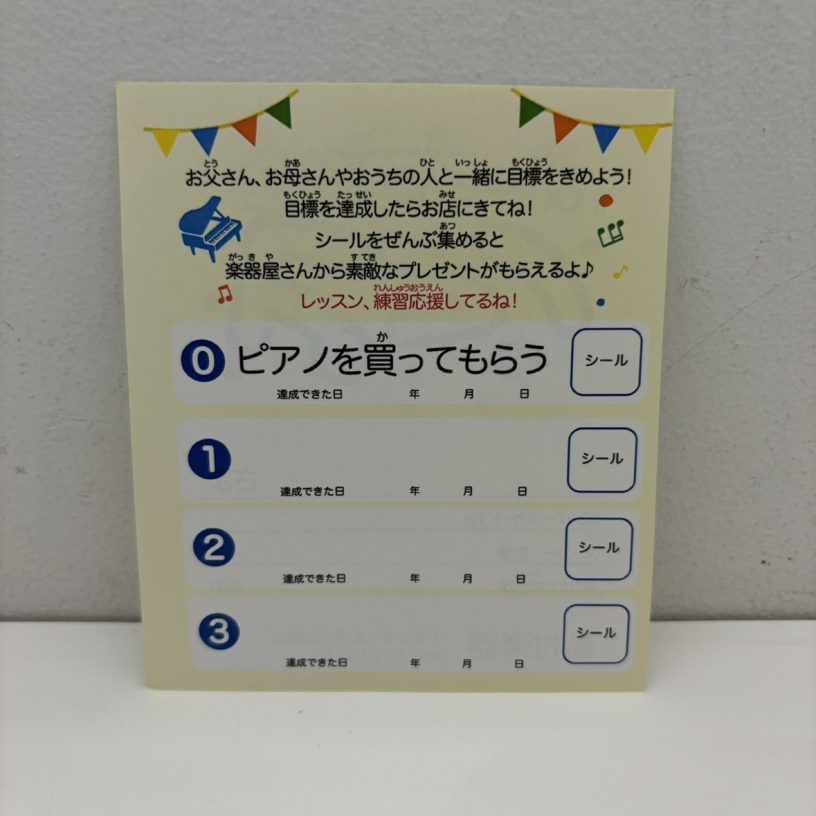 お父さん、お母さんやおうちの人と一緒に目標をきめよう!
目標を達成したらお店にきてね!
シールをぜんぶ集めると
楽器屋さんから素敵なプレゼントがもらえるよ♪
レッスン、練習応援してるね!
0 ピアノを買ってもらう シール
達成できた日 年 月 日
1 シール
達成できた日 年 月 日
2 シール
達成できた日 年 月 日
3 シール
達成できた日 年 月 日